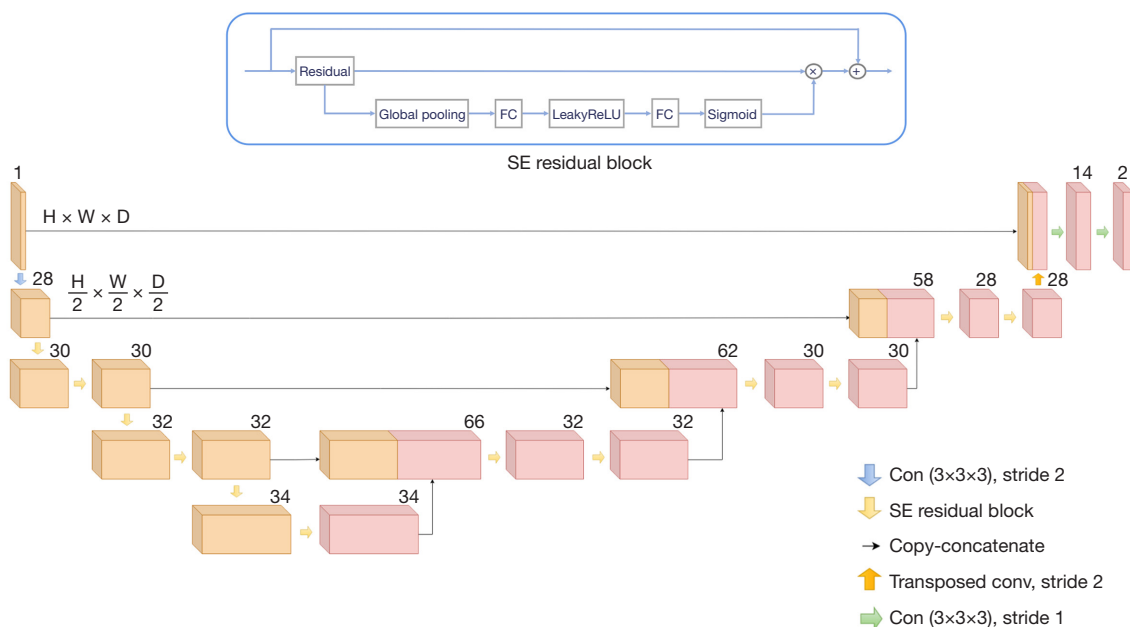 Residual
Global pooling
FC
LeakyReLU
FC
Sigmoid
×
+
SE residual block
1
14
2
H × W × D
28
H/2 × W/2 × D/2
58
28
28
30
30
62
30
30
32
32
66
32
32
34
34
Con (3×3×3), stride 2
SE residual block
Copy-concatenate
Transposed conv, stride 2
Con (3×3×3), stride 1